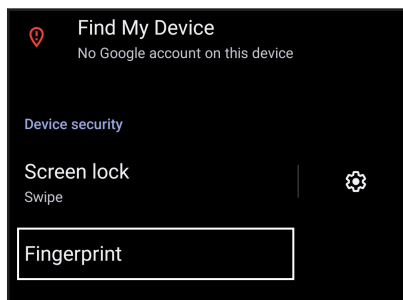 Find My Device
No Google account on this device
Device security
Screen lock
Swipe
Fingerprint